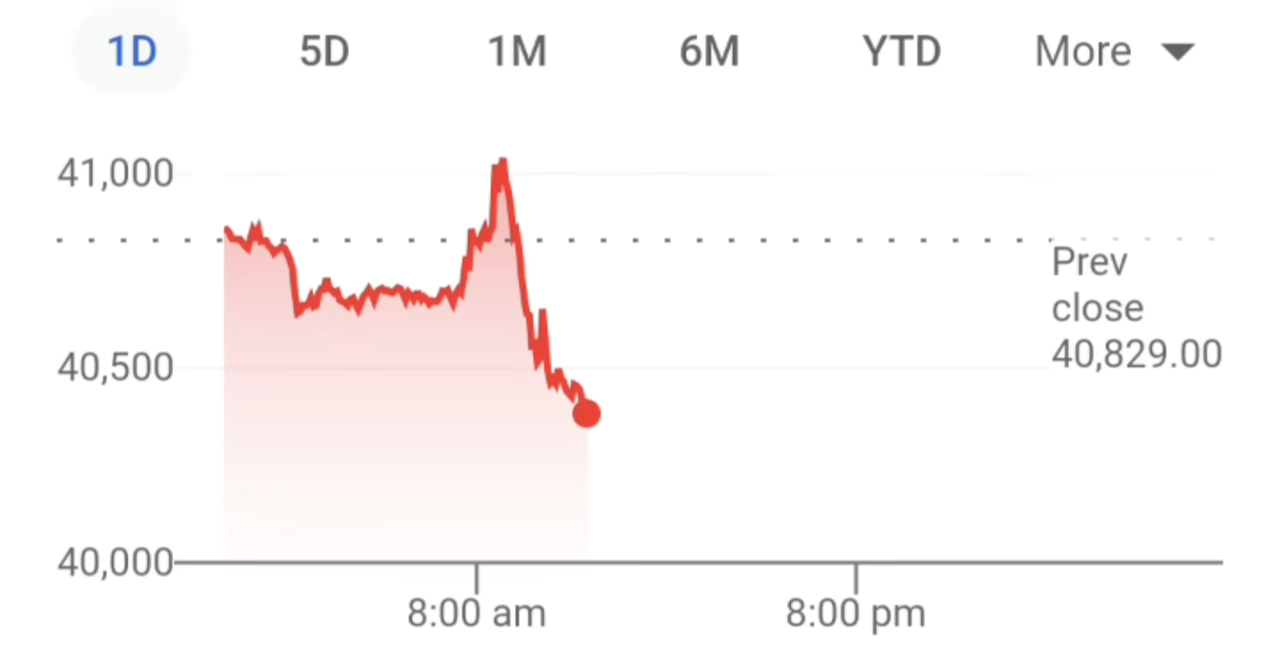 1D 5D 1M 6M YTD More
41,000
Prev
close
40,829.00
40,500
40,000
8:00 am 8:00 pm